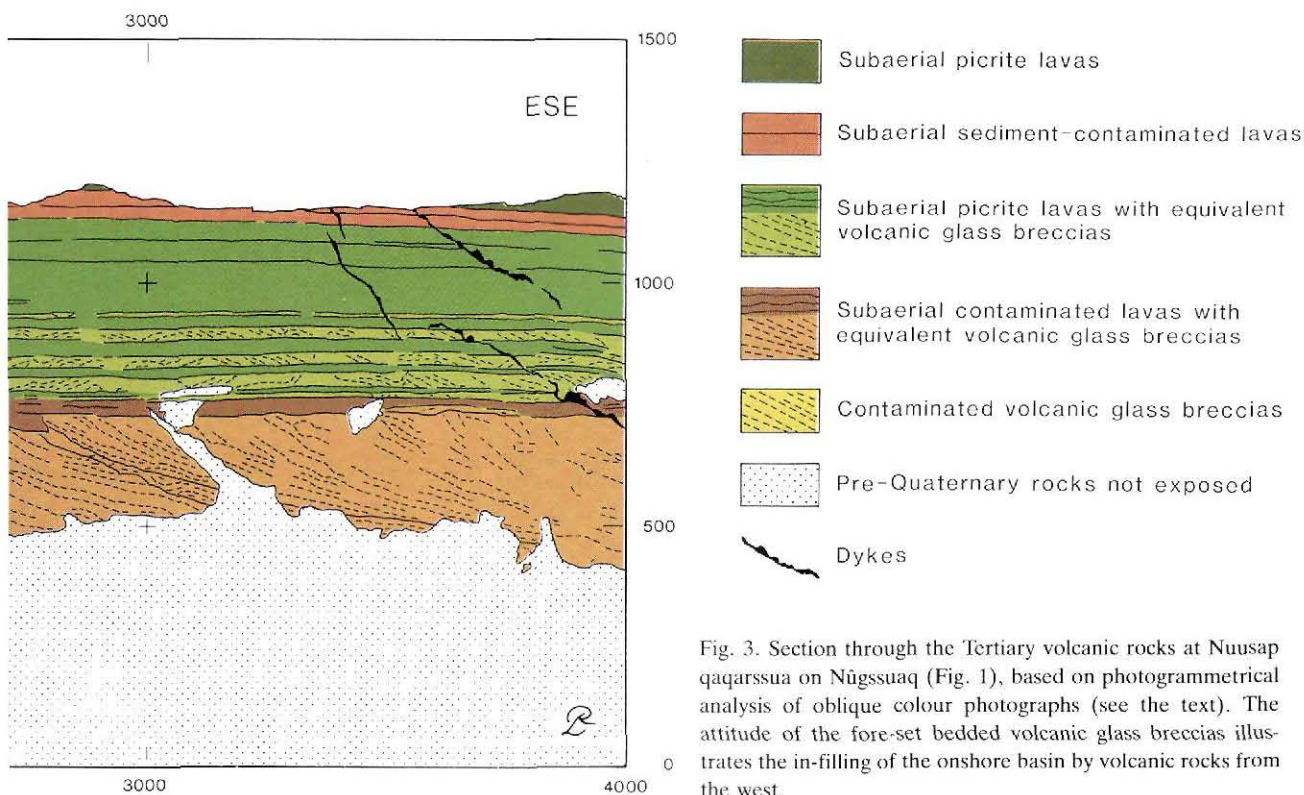 3000
1500
ESE
1000
500
0
3000
4000
Subaerial picrite lavas
Subaerial sediment-contaminated lavas
Subaerial picrite lavas with equivalent
volcanic glass breccias
Subaerial contaminated lavas with
equivalent volcanic glass breccias
Contaminated volcanic glass breccias
Pre-Quaternary rocks not exposed
Dykes
Fig. 3. Section through the Tertiary volcanic rocks at Nuusap
qaqarssua on Nûgssuaq (Fig. 1), based on photogrammetrical
analysis of oblique colour photographs (see the text). The
attitude of the fore-set bedded volcanic glass breccias illus-
trates the in-filling of the onshore basin by volcanic rocks from
the west